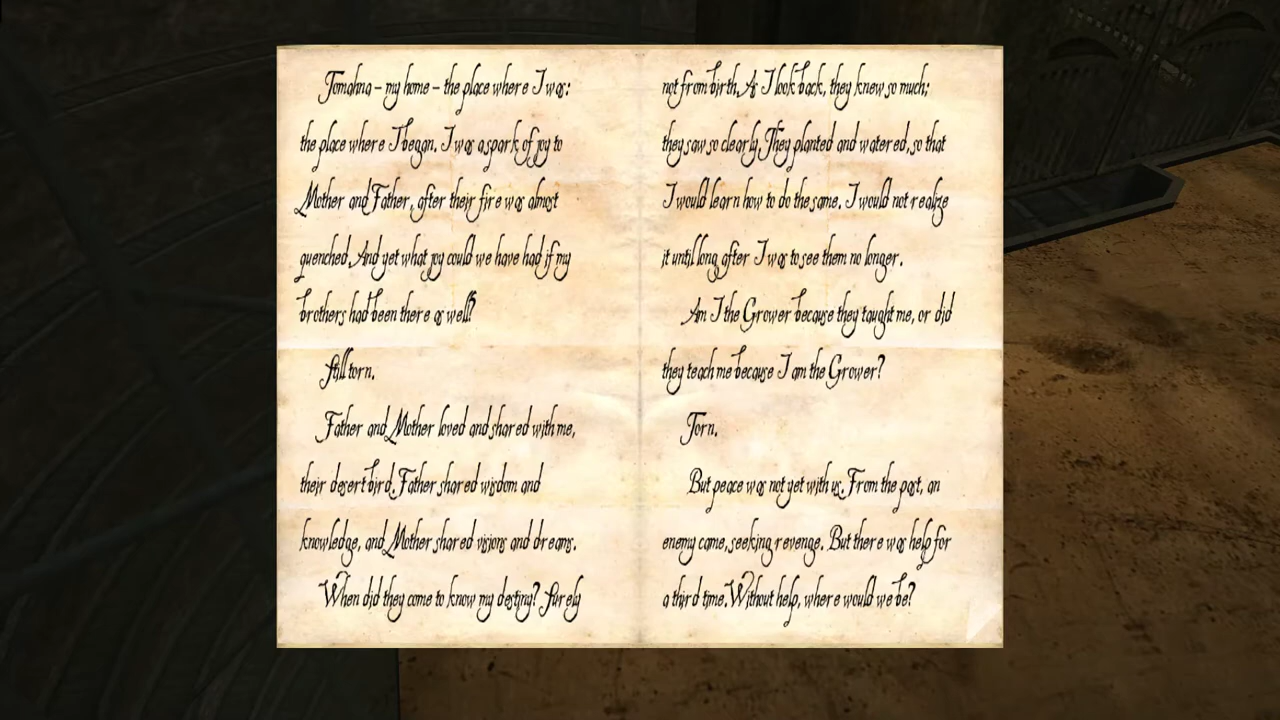 Tomahna – my home – the place where I was;
the place where I began. I was a spark of joy to
Mother and Father, after their fire was almost
quenched. And yet what joy could we have had if my
brothers had been there as well?
Still torn.
Father and Mother loved and shared with me,
their desert bird. Father shared wisdom and
knowledge, and Mother shared visions and dreams.
When did they come to know my destiny? Surely
not from birth. As I look back, they knew so much;
they saw so clearly. They planted and watered, so that
I would learn how to do the same. I would not realize
it until long after I was to see them no longer.
Am I the Grower because they taught me, or did
they teach me because I am the Grower?
Torn.
But peace was not yet with us. From the past, an
enemy came, seeking revenge. But there was help for
a third time. Without help, where would we be?